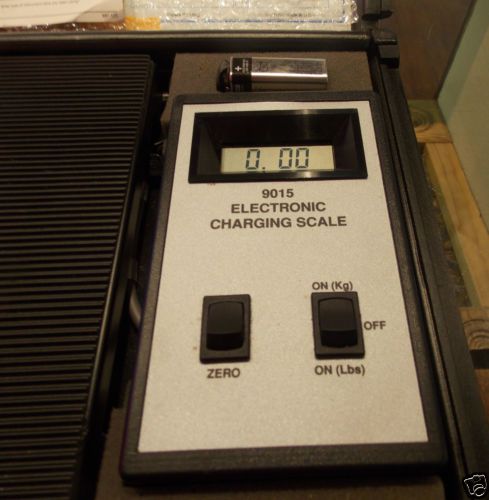 0.00
9015
ELECTRONIC
CHARGING SCALE
ON (Kg)
OFF
ZERO
ON (Lbs)